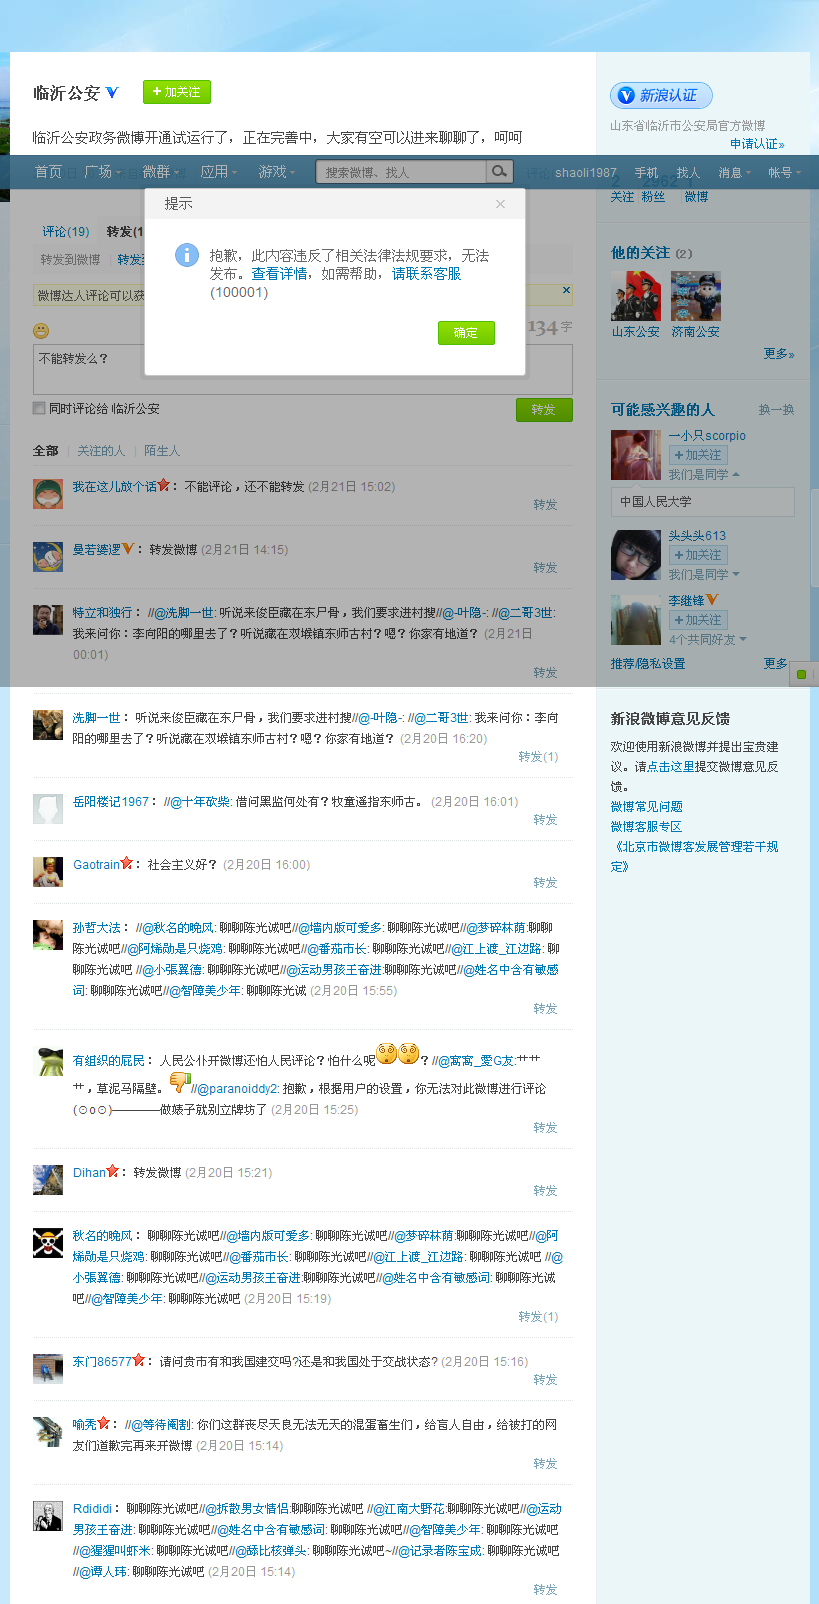 临沂公安
+ 加关注
临沂公安政务微博开通试运行了，正在完善中，大家有空可以进来聊聊了，呵呵
新浪认证
山东省临沂市公安局官方微博
申请认证»
首页 广场 微群 应用 游戏 搜索微博、找人 shaoli1987 手机 找人 消息 帐号
关注 粉丝 微博
提示
抱歉，此内容违反了相关法律法规要求，无法
发布。查看详情，如需帮助，请联系客服
(100001)
确定
评论(19) 转发(1
转发到微博 | 转发
微博达人评论可以获
134字
不能转发么？
同时评论给 临沂公安
转发
全部 | 关注的人 | 陌生人
我在这儿放个话： 不能评论，还不能转发 (2月21日 15:02)
转发
曼若婆逻： 转发微博 (2月21日 14:15)
转发
特立和独行： //@洗脚一世: 听说来俊臣藏在东尸骨，我们要求进村搜//@-叶隐-: //@二哥3世:
我来问你：李向阳的哪里去了？听说藏在双堠镇东师古村？嗯？你家有地道？ (2月21日
00:01)
转发
洗脚一世： 听说来俊臣藏在东尸骨，我们要求进村搜//@-叶隐-: //@二哥3世: 我来问你：李向
阳的哪里去了？听说藏在双堠镇东师古村？嗯？你家有地道？ (2月20日 16:20)
转发(1)
岳阳楼记1967： //@十年砍柴: 借问黑监何处有？牧童遥指东师古。 (2月20日 16:01)
转发
Gaotrain： 社会主义好？ (2月20日 16:00)
转发
孙哲大法： //@秋名的晚风: 聊聊陈光诚吧//@墙内版可爱多: 聊聊陈光诚吧//@梦碎林荫:聊聊
陈光诚吧//@阿烯勋是只烧鸡: 聊聊陈光诚吧//@番茄市长: 聊聊陈光诚吧//@江上渡_江边路: 聊
聊陈光诚吧 //@小張翼德: 聊聊陈光诚吧//@运动男孩王奋进:聊聊陈光诚吧//@姓名中含有敏感
词: 聊聊陈光诚吧//@智障美少年: 聊聊陈光诚 (2月20日 15:55)
转发
有组织的屁民： 人民公仆开微博还怕人民评论？怕什么呢？//@窝窝_愛G友:艹艹
艹，草泥马隔壁。//@paranoiddy2: 抱歉，根据用户的设置，你无法对此微博进行评论
(⊙o⊙)————做婊子就别立牌坊了 (2月20日 15:25)
转发
Dihan： 转发微博 (2月20日 15:21)
转发
秋名的晚风： 聊聊陈光诚吧//@墙内版可爱多: 聊聊陈光诚吧//@梦碎林荫:聊聊陈光诚吧//@阿
烯勋是只烧鸡: 聊聊陈光诚吧//@番茄市长: 聊聊陈光诚吧//@江上渡_江边路: 聊聊陈光诚吧 //@
小張翼德: 聊聊陈光诚吧//@运动男孩王奋进:聊聊陈光诚吧//@姓名中含有敏感词: 聊聊陈光诚
吧//@智障美少年: 聊聊陈光诚吧 (2月20日 15:19)
转发(1)
东门86577： 请问贵市有和我国建交吗?还是和我国处于交战状态? (2月20日 15:16)
转发
喻秃： //@等待阉割: 你们这群丧尽天良无法无天的混蛋畜生们，给盲人自由，给被打的网
友们道歉完再来开微博 (2月20日 15:14)
转发
Rdididi： 聊聊陈光诚吧//@拆散男女情侣:聊聊陈光诚吧 //@江南大野花:聊聊陈光诚吧//@运动
男孩王奋进: 聊聊陈光诚吧//@姓名中含有敏感词: 聊聊陈光诚吧//@智障美少年: 聊聊陈光诚吧
//@猩猩叫虾米: 聊聊陈光诚吧//@舔比核弹头: 聊聊陈光诚吧~//@记录者陈宝成: 聊聊陈光诚吧
//@谭人玮: 聊聊陈光诚吧 (2月20日 15:14)
转发
他的关注 (2)
山东公安 济南公安
更多»
可能感兴趣的人 换一换
一小只scorpio
+加关注
我们是同学
中国人民大学
头头头613
+加关注
我们是同学
李继锋
+加关注
4个共同好友
推荐/隐私设置 更多
新浪微博意见反馈
欢迎使用新浪微博并提出宝贵建
议。请点击这里提交微博意见反
馈。
微博常见问题
微博客服专区
《北京市微博客发展管理若干规
定》